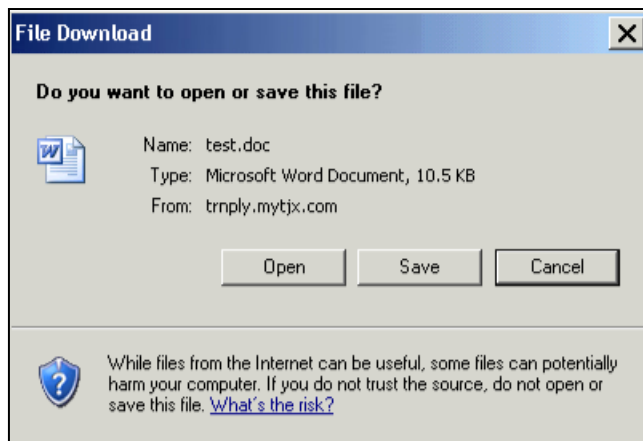 File Download
Do you want to open or save this file?
Name: test.doc
Type: Microsoft Word Document, 10.5 KB
From: trnply.mytjx.com
Open Save Cancel
While files from the Internet can be useful, some files can potentially
harm your computer. If you do not trust the source, do not open or
save this file. What's the risk?